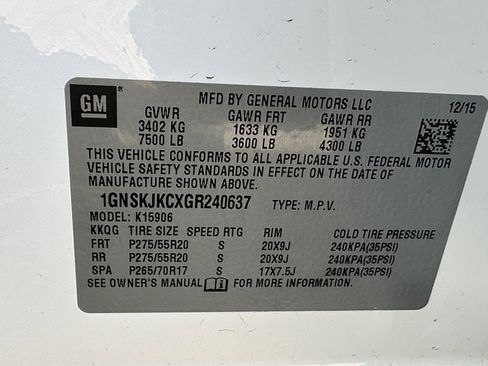 GM
MFD BY GENERAL MOTORS LLC 12/15
GVWR GAWR FRT GAWR RR
3402 KG 1633 KG 1951 KG
7500 LB 3600 LB 4300 LB
THIS VEHICLE CONFORMS TO ALL APPLICABLE U.S. FEDERAL MOTOR
VEHICLE SAFETY STANDARDS IN EFFECT ON THE DATE OF
MANUFACTURE SHOWN ABOVE.
1GNSKJKCXGR240637 TYPE: M.P.V.
MODEL: K15906
KKQG TIRE SIZE SPEED RTG RIM COLD TIRE PRESSURE
FRT P275/55R20 S 20X9J 240KPA(35PSI)
RR P275/55R20 S 20X9J 240KPA(35PSI)
SPA P265/70R17 S 17X7.5J 240KPA(35PSI)
SEE OWNER'S MANUAL FOR MORE INFORMATION.